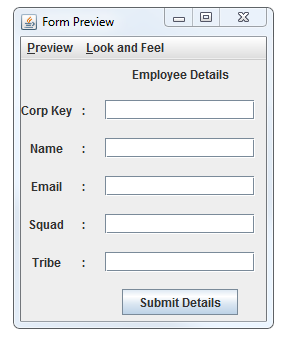 Form Preview
Preview Look and Feel
Employee Details
Corp Key :
Name :
Email :
Squad :
Tribe :
Submit Details